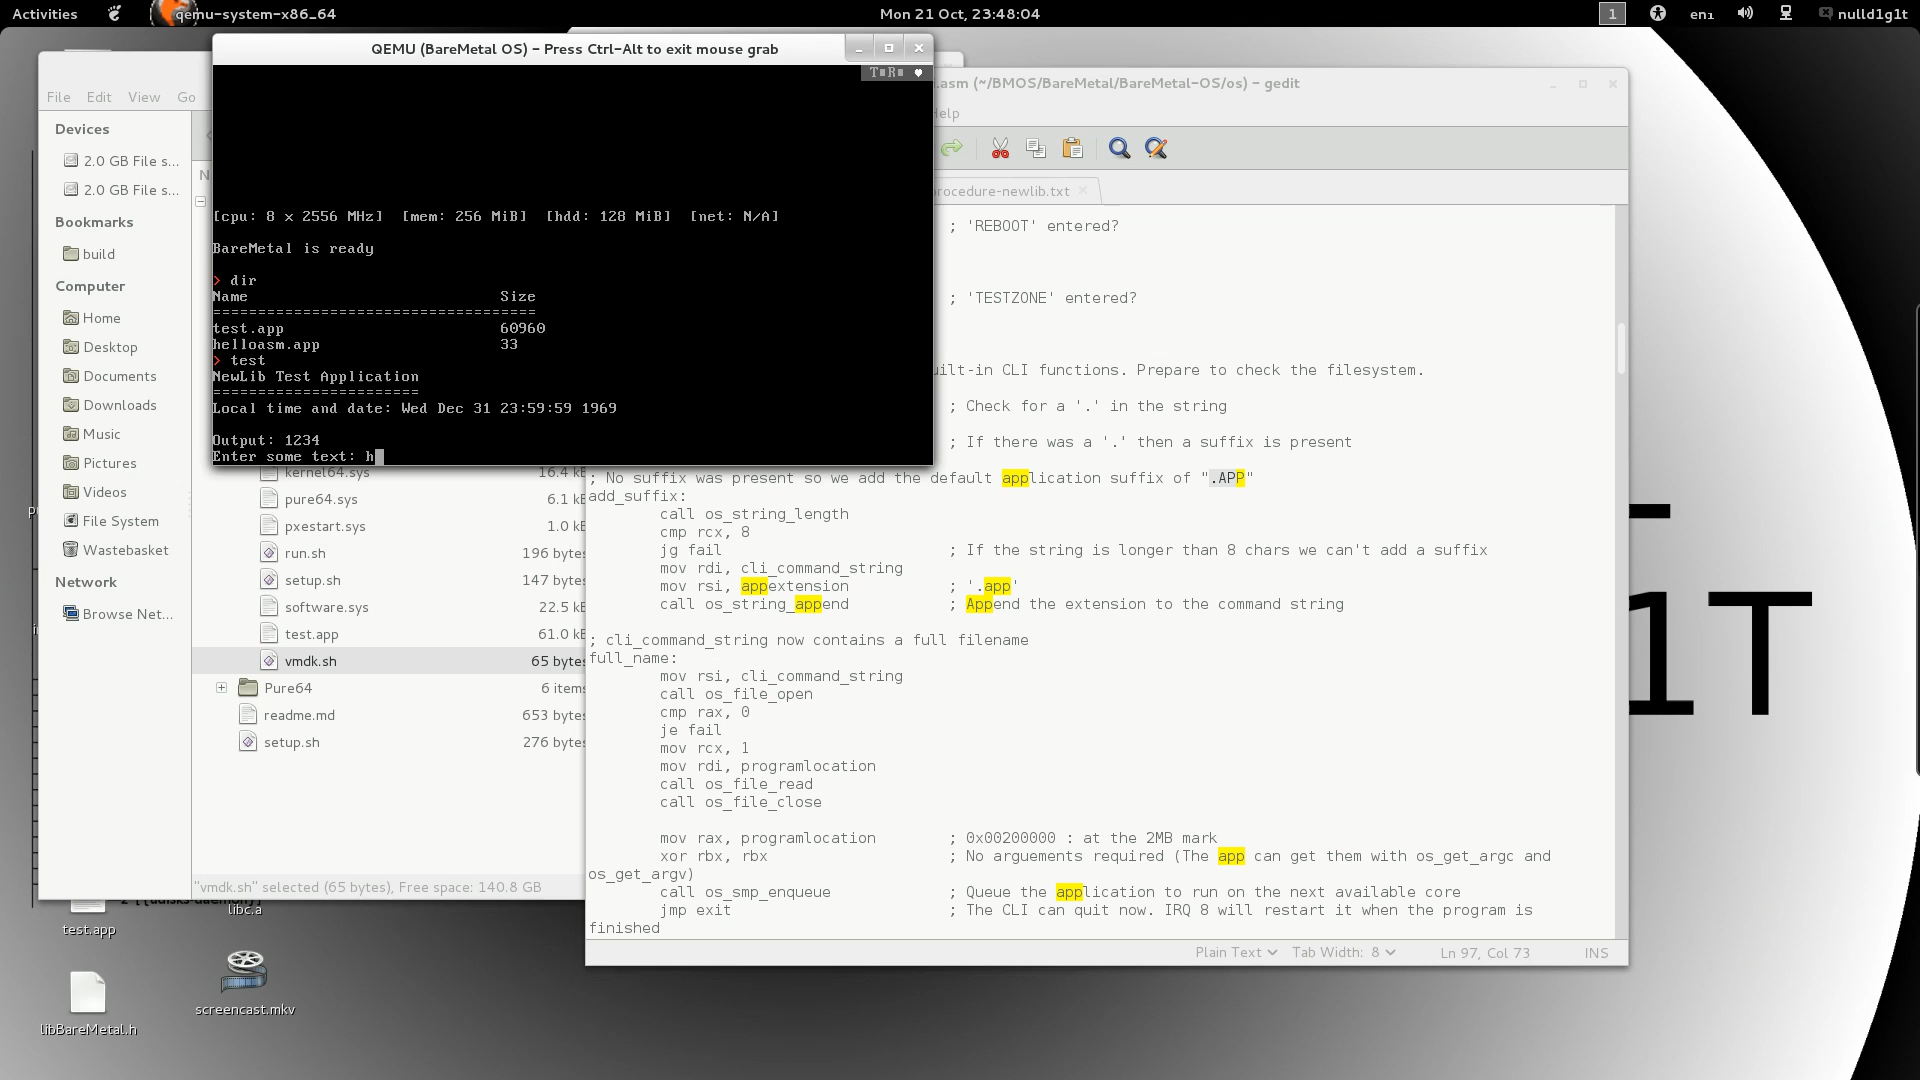 Activities
qemu-system-x86_64
Mon 21 Oct, 23:48:04
1
en₁
nulld1g1t
QEMU (BareMetal OS) – Press Ctrl-Alt to exit mouse grab
[cpu: 8 x 2556 MHz]  [mem: 256 MiB]  [hdd: 128 MiB]  [net: N/A]
BareMetal is ready
> dir
Name Size
====================================
test.app 60960
helloasm.app 33
> test
NewLib Test Application
=======================
Local time and date: Wed Dec 31 23:59:59 1969
Output: 1234
Enter some text: h
File Edit View Go
Devices
2.0 GB File s...
2.0 GB File s...
Bookmarks
build
Computer
Home
Desktop
Documents
Downloads
Music
Pictures
Videos
File System
Wastebasket
Network
Browse Net...
N
kernel64.sys 16.4 kB
pure64.sys 6.1 kB
pxestart.sys 1.0 kB
run.sh 196 bytes
setup.sh 147 bytes
software.sys 22.5 kB
test.app 61.0 kB
vmdk.sh 65 bytes
Pure64 6 items
readme.md 653 bytes
setup.sh 276 bytes
"vmdk.sh" selected (65 bytes), Free space: 140.8 GB
.asm (~/BMOS/BareMetal/BareMetal-OS/os) – gedit
elp
rocedure-newlib.txt
; 'REBOOT' entered?
; 'TESTZONE' entered?
ilt-in CLI functions. Prepare to check the filesystem.
; Check for a '.' in the string
; If there was a '.' then a suffix is present
; No suffix was present so we add the default application suffix of ".APP"
add_suffix:
call os_string_length
cmp rcx, 8
jg fail ; If the string is longer than 8 chars we can't add a suffix
mov rdi, cli_command_string
mov rsi, appextension ; '.app'
call os_string_append ; Append the extension to the command string
; cli_command_string now contains a full filename
full_name:
mov rsi, cli_command_string
call os_file_open
cmp rax, 0
je fail
mov rcx, 1
mov rdi, programlocation
call os_file_read
call os_file_close
mov rax, programlocation ; 0x00200000 : at the 2MB mark
xor rbx, rbx ; No arguements required (The app can get them with os_get_argc and
os_get_argv)
call os_smp_enqueue ; Queue the application to run on the next available core
jmp exit ; The CLI can quit now. IRQ 8 will restart it when the program is
finished
Plain Text Tab Width: 8 Ln 97, Col 73 INS
1T
test.app
libc.a
libBareMetal.h
screencast.mkv